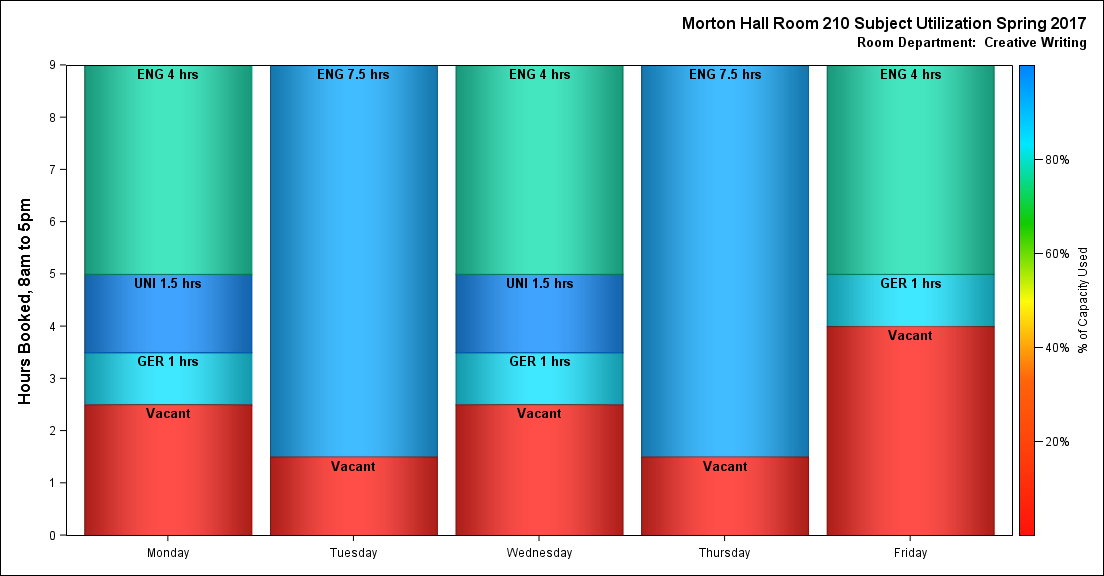 Morton Hall Room 210 Subject Utilization Spring 2017
Room Department:  Creative Writing
Hours Booked, 8am to 5pm
9
8
7
6
5
4
3
2
1
0
ENG 4 hrs
UNI 1.5 hrs
GER 1 hrs
Vacant
ENG 7.5 hrs
Vacant
ENG 4 hrs
UNI 1.5 hrs
GER 1 hrs
Vacant
ENG 7.5 hrs
Vacant
ENG 4 hrs
GER 1 hrs
Vacant
Monday
Tuesday
Wednesday
Thursday
Friday
80%
60%
40%
20%
% of Capacity Used